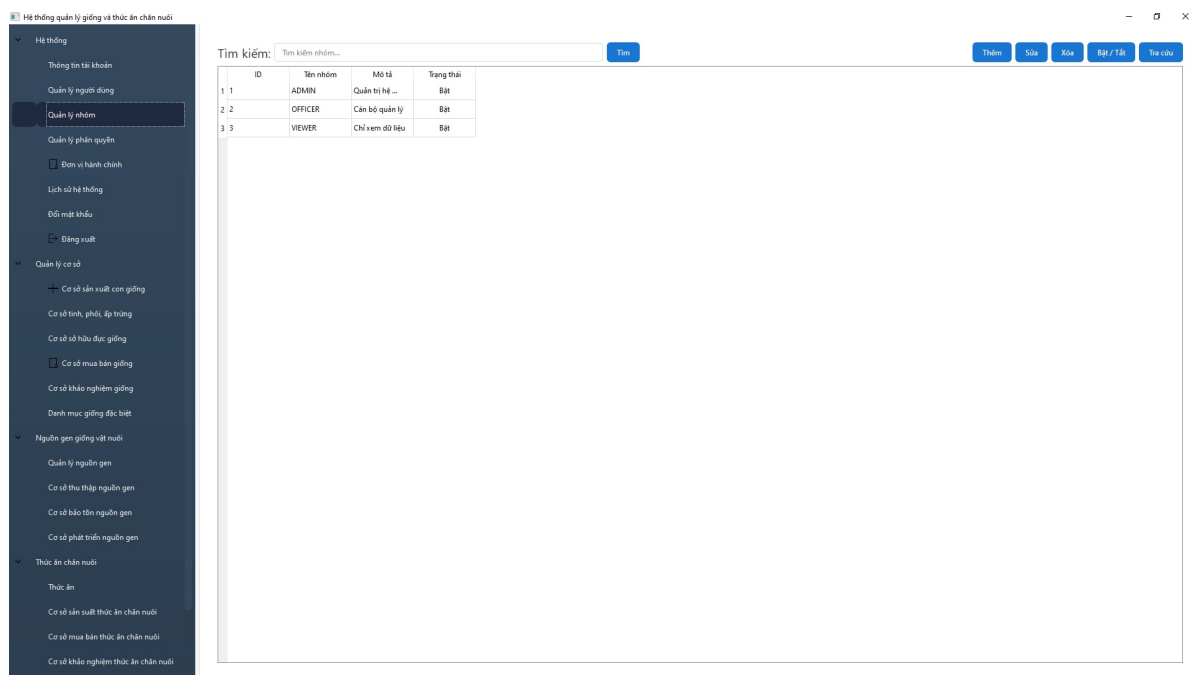 Hệ thống quản lý giống và thức ăn chăn nuôi
Hệ thống
Thông tin tài khoản
Quản lý người dùng
Quản lý nhóm
Quản lý phân quyền
Đơn vị hành chính
Lịch sử hệ thống
Đổi mật khẩu
Đăng xuất
Quản lý cơ sở
Cơ sở sản xuất con giống
Cơ sở tinh, phôi, ấp trứng
Cơ sở sở hữu đực giống
Cơ sở mua bán giống
Cơ sở khảo nghiệm giống
Danh mục giống đặc biệt
Nguồn gen giống vật nuôi
Quản lý nguồn gen
Cơ sở thu thập nguồn gen
Cơ sở bảo tồn nguồn gen
Cơ sở phát triển nguồn gen
Thức ăn chăn nuôi
Thức ăn
Cơ sở sản suất thức ăn chăn nuôi
Cơ sở mua bán thức ăn chăn nuôi
Cơ sở khảo nghiệm thức ăn chăn nuôi
Tìm kiếm: Tìm kiếm nhóm... Tìm Thêm Sửa Xóa Bật / Tắt Tra cứu
ID Tên nhóm Mô tả Trạng thái
1 1 ADMIN Quản trị hệ ... Bật
2 2 OFFICER Cán bộ quản lý Bật
3 3 VIEWER Chỉ xem dữ liệu Bật